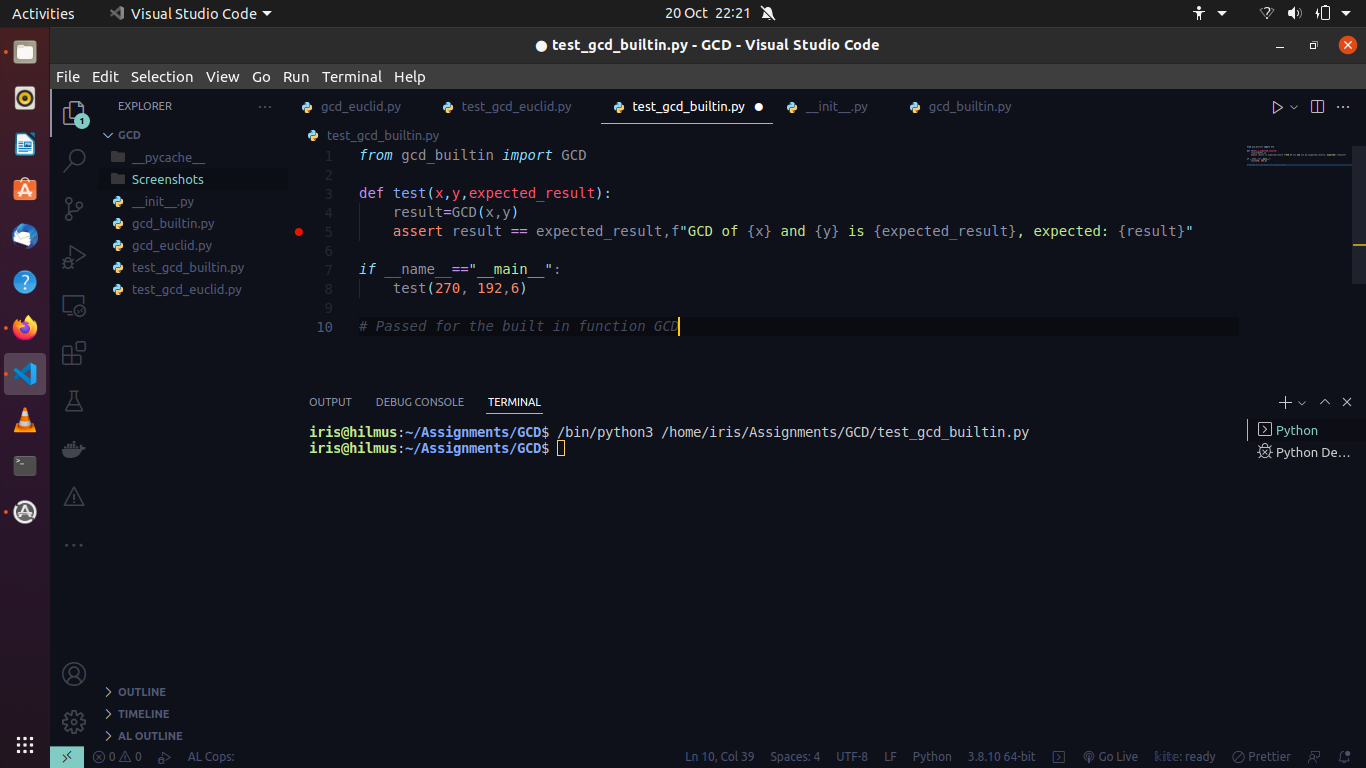 Activities Visual Studio Code 20 Oct 22:21
test_gcd_builtin.py - GCD - Visual Studio Code
File Edit Selection View Go Run Terminal Help
EXPLORER ··· gcd_euclid.py test_gcd_euclid.py test_gcd_builtin.py __init__.py gcd_builtin.py ···
1
GCD
__pycache__
Screenshots
__init__.py
gcd_builtin.py
gcd_euclid.py
test_gcd_builtin.py
test_gcd_euclid.py
test_gcd_builtin.py
1 from gcd_builtin import GCD
2
3 def test(x,y,expected_result):
4 result=GCD(x,y)
5 assert result == expected_result,f"GCD of {x} and {y} is {expected_result}, expected: {result}"
6
7 if __name__=="__main__":
8 test(270, 192,6)
9
10 # Passed for the built in function GCD
OUTPUT DEBUG CONSOLE TERMINAL
iris@hilmus:~/Assignments/GCD$ /bin/python3 /home/iris/Assignments/GCD/test_gcd_builtin.py
iris@hilmus:~/Assignments/GCD$
Python
Python De...
OUTLINE
TIMELINE
AL OUTLINE
0 0 AL Cops: Ln 10, Col 39 Spaces: 4 UTF-8 LF Python 3.8.10 64-bit Go Live kite: ready Prettier